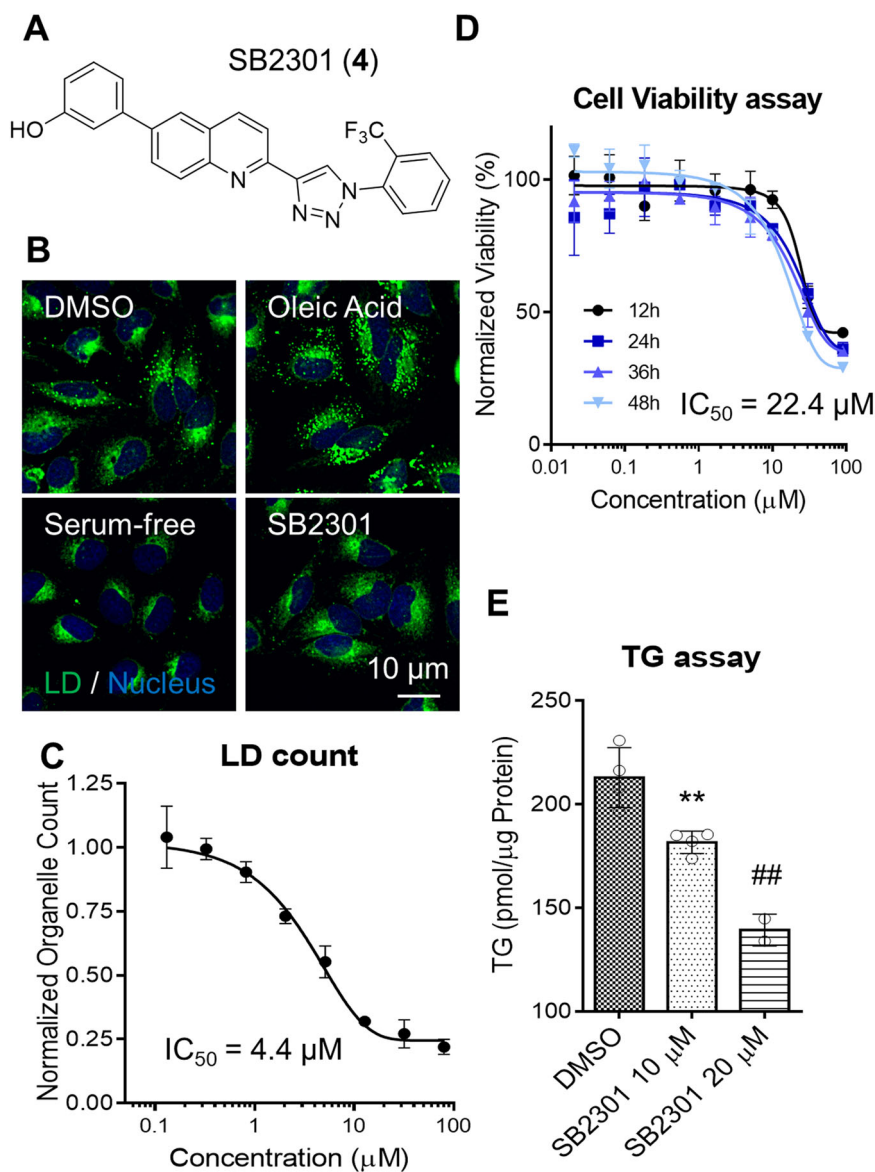 A
SB2301 (4)
HO
N
F₃C
N
N
N
B
DMSO
Oleic Acid
Serum-free
SB2301
LD / Nucleus
10 μm
C
LD count
Normalized Organelle Count
1.25
1.00
0.75
0.50
0.25
0.00
IC₅₀ = 4.4 μM
0.1
1
10
100
Concentration (μM)
D
Cell Viability assay
Normalized Viability (%)
100
50
0
12h
24h
36h
48h
IC₅₀ = 22.4 μM
0.01
0.1
1
10
100
Concentration (μM)
E
TG assay
TG (pmol/μg Protein)
250
200
150
100
**
##
DMSO
SB2301 10 μM
SB2301 20 μM